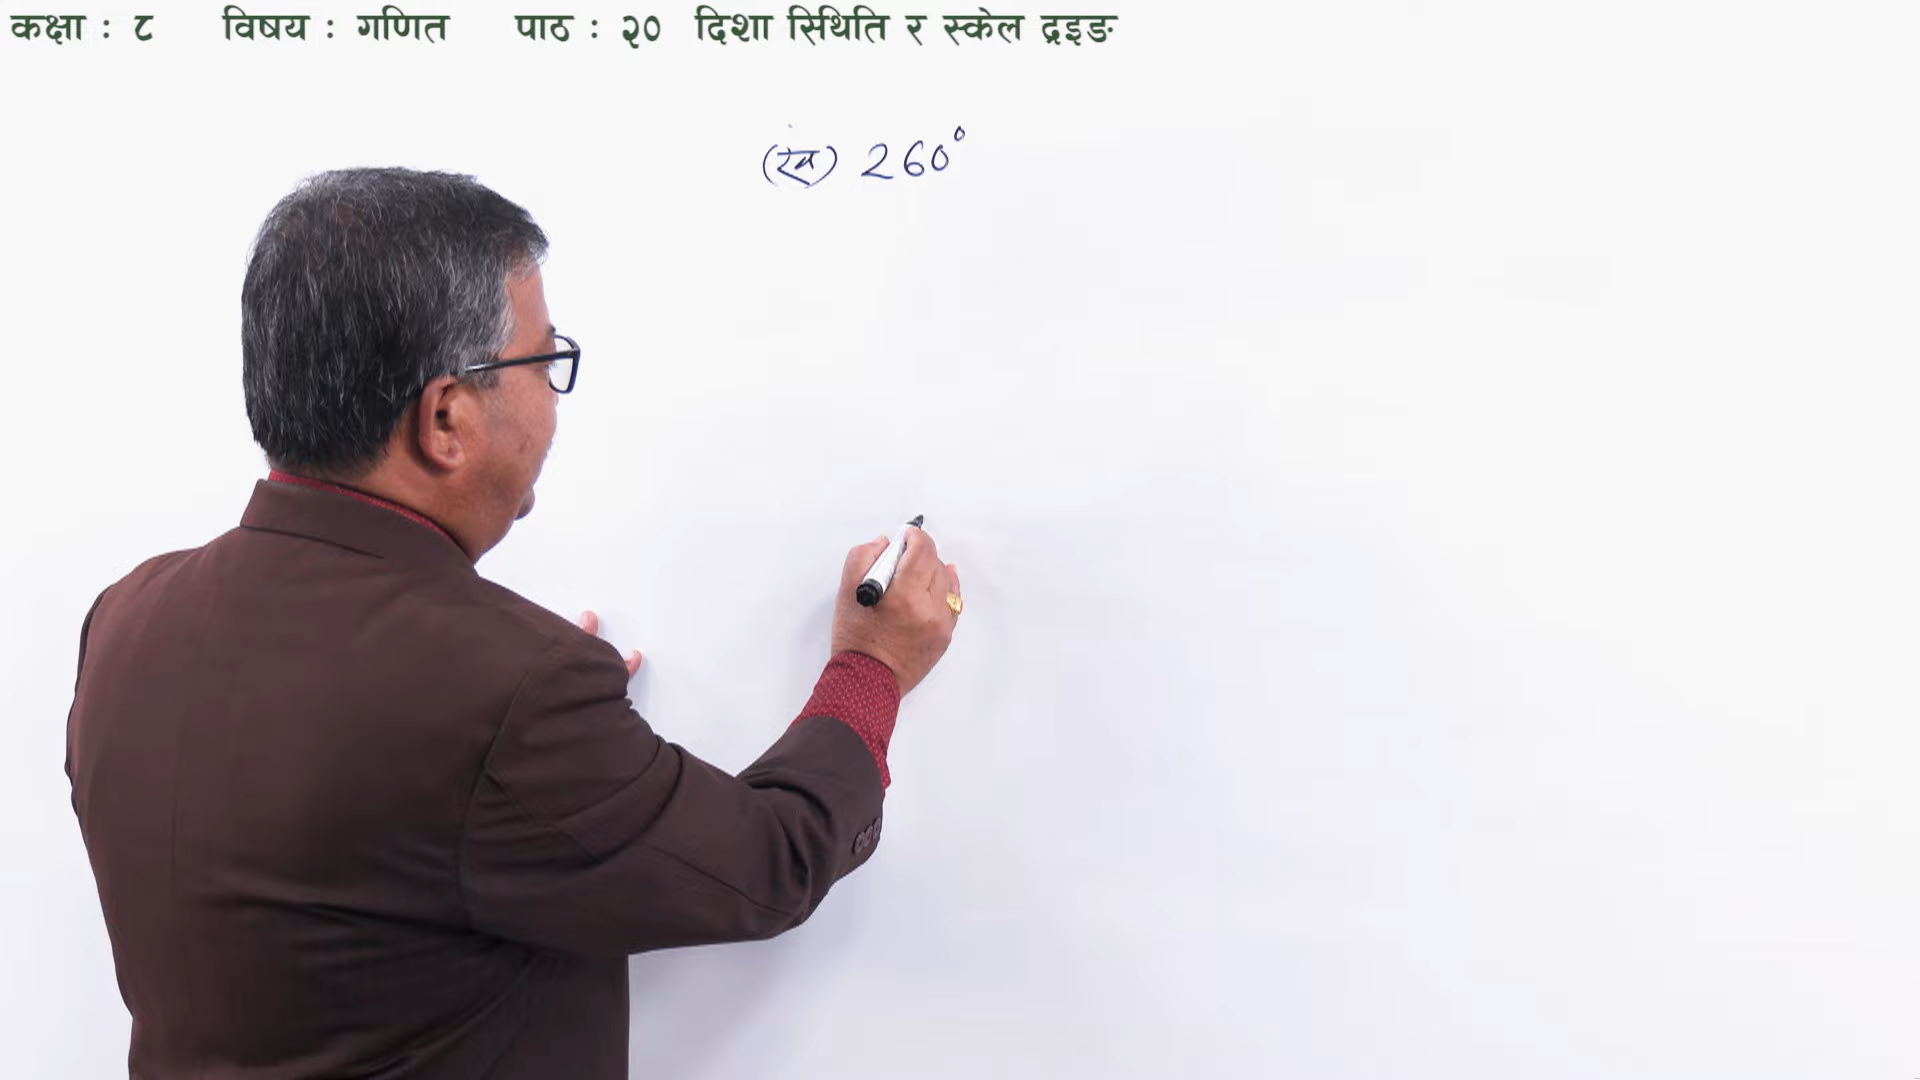 कक्षा : ८ विषय : गणित पाठ : २० दिशा स्थिति र स्केल द्रइङ
(ख) 260°